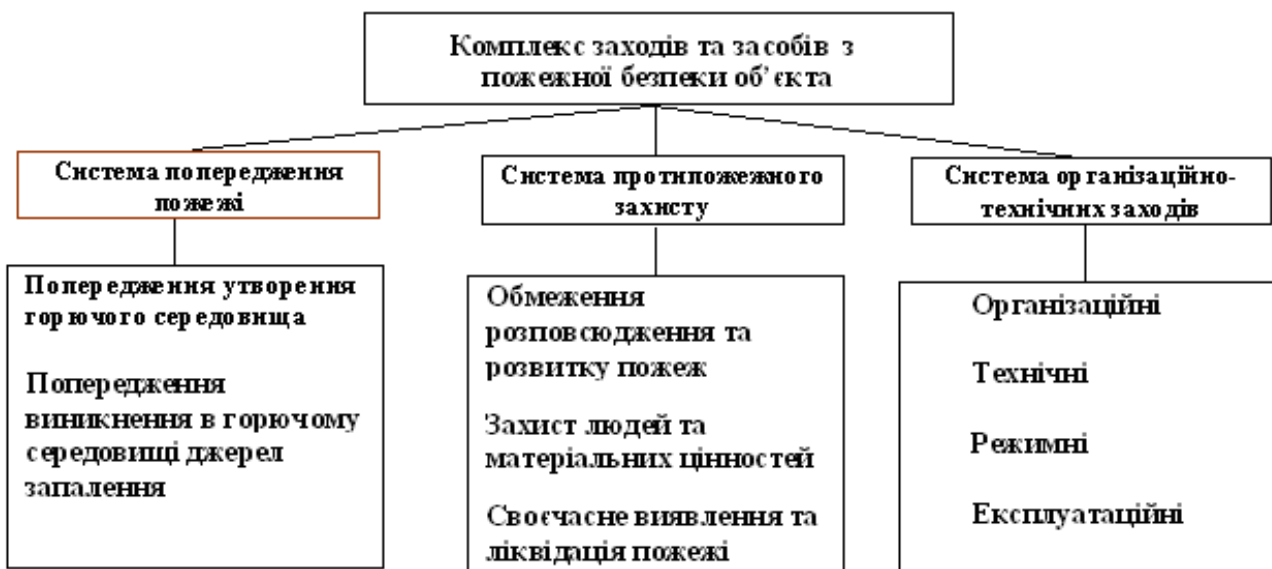 Комплекс заходів та засобів з
пожежної безпеки об’єкта
Система попередження
пожежі
Система протипожежного
захисту
Система організаційно-
технічних заходів
Попередження утворення
горючого середовища
Попередження
виникнення в горючому
середовищі джерел
запалення
Обмеження
розповсюдження та
розвитку пожеж
Захист людей та
матеріальних цінностей
Своєчасне виявлення та
ліквідація пожежі
Організаційні
Технічні
Режимні
Експлуатаційні